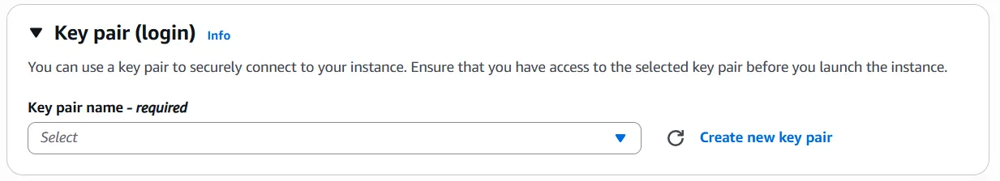 Key pair (login) Info
You can use a key pair to securely connect to your instance. Ensure that you have access to the selected key pair before you launch the instance.
Key pair name - required
Select
Create new key pair